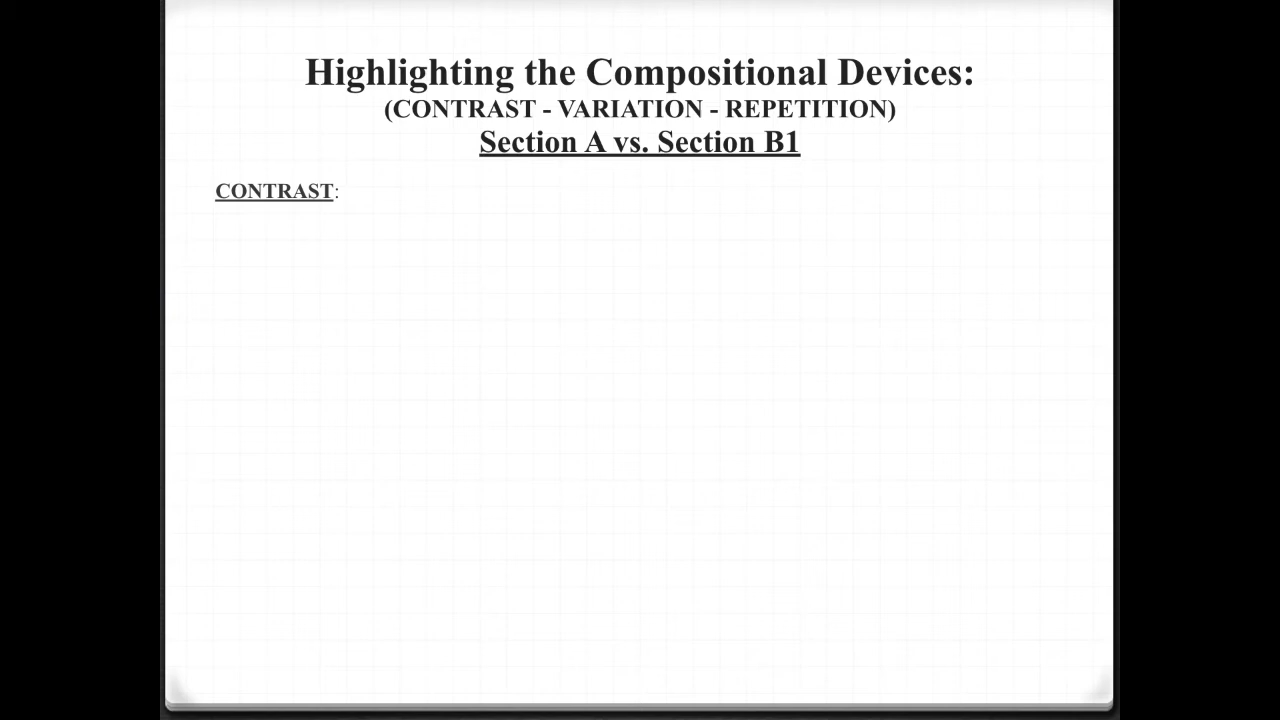 Highlighting the Compositional Devices:
(CONTRAST - VARIATION - REPETITION)
Section A vs. Section B1
CONTRAST: